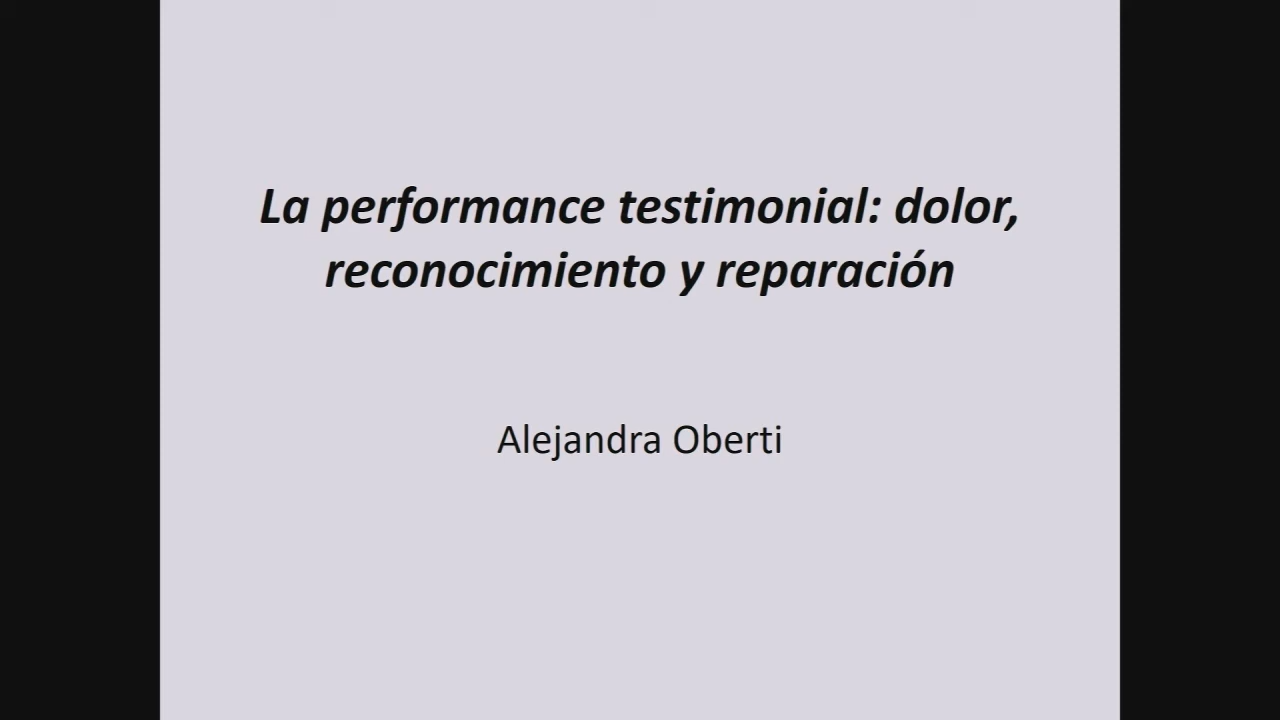 La performance testimonial: dolor,
reconocimiento y reparación
Alejandra Oberti